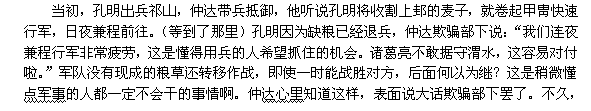 当初，孔明出兵祁山，仲达带兵抵御，他听说孔明将收割上邽的麦子，就卷起甲胄快速
行军，日夜兼程前往。（等到了那里）孔明因为缺粮已经退兵，仲达欺骗部下说：“我们连夜
兼程行军非常疲劳，这是懂得用兵的人希望抓住的机会。诸葛亮不敢据守渭水，这容易对付
啦。”军队没有现成的粮草还转移作战，即使一时能战胜对方，后面何以为继？这是稍微懂
点军事的人都一定不会干的事情啊。仲达心里知道这样，表面说大话欺骗部下罢了。不久，